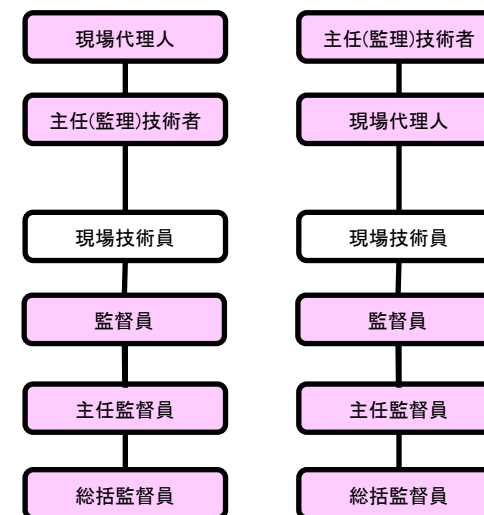 現場代理人
主任(監理)技術者
現場技術員
監督員
主任監督員
総括監督員
主任(監理)技術者
現場代理人
現場技術員
監督員
主任監督員
総括監督員